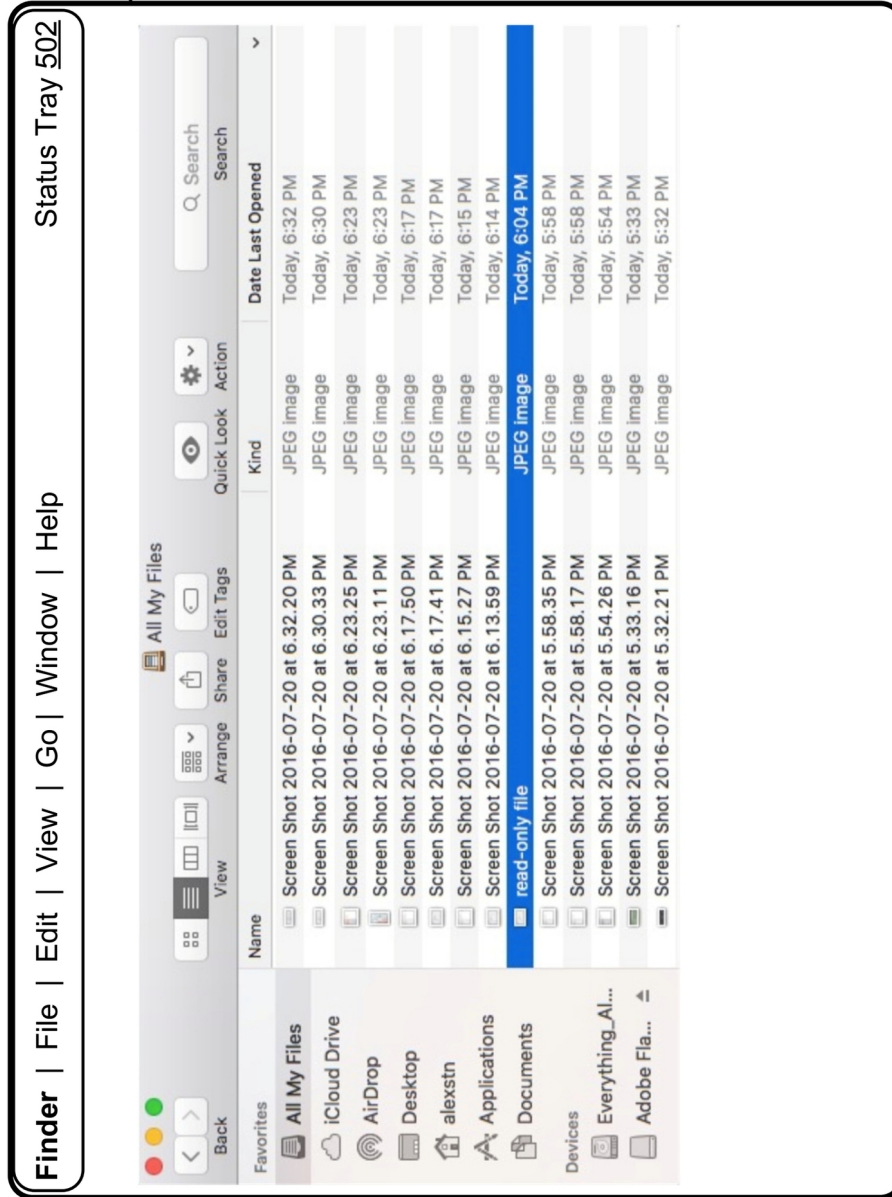 Finder | File | Edit | View | Go | Window | Help Status Tray 502
All My Files
Search
Back View Arrange Share Edit Tags Quick Look Action Search
Favorites Name Kind Date Last Opened
All My Files Screen Shot 2016-07-20 at 6.32.20 PM JPEG image Today, 6:32 PM
iCloud Drive Screen Shot 2016-07-20 at 6.30.33 PM JPEG image Today, 6:30 PM
AirDrop Screen Shot 2016-07-20 at 6.23.25 PM JPEG image Today, 6:23 PM
Desktop Screen Shot 2016-07-20 at 6.23.11 PM JPEG image Today, 6:23 PM
alexstn Screen Shot 2016-07-20 at 6.17.50 PM JPEG image Today, 6:17 PM
Applications Screen Shot 2016-07-20 at 6.17.41 PM JPEG image Today, 6:17 PM
Documents Screen Shot 2016-07-20 at 6.15.27 PM JPEG image Today, 6:15 PM
Screen Shot 2016-07-20 at 6.13.59 PM JPEG image Today, 6:14 PM
Devices read-only file JPEG image Today, 6:04 PM
Everything_Al... Screen Shot 2016-07-20 at 5.58.35 PM JPEG image Today, 5:58 PM
Adobe Fla... Screen Shot 2016-07-20 at 5.58.17 PM JPEG image Today, 5:58 PM
Screen Shot 2016-07-20 at 5.54.26 PM JPEG image Today, 5:54 PM
Screen Shot 2016-07-20 at 5.33.16 PM JPEG image Today, 5:33 PM
Screen Shot 2016-07-20 at 5.32.21 PM JPEG image Today, 5:32 PM